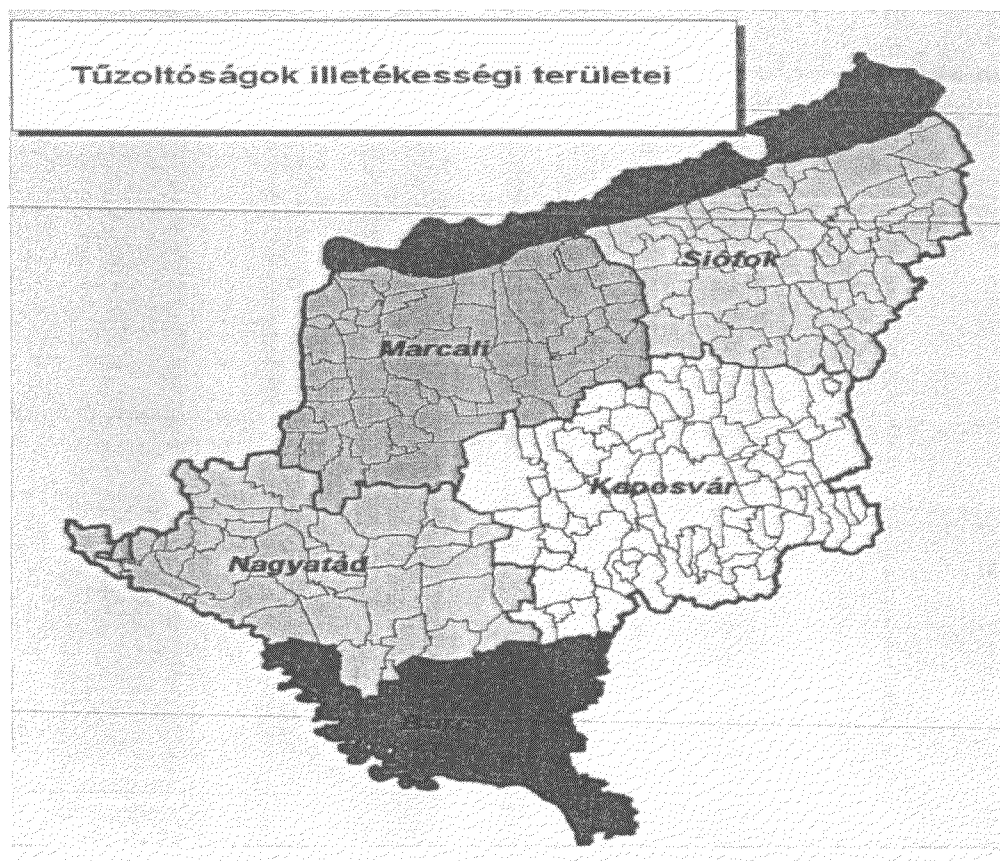 Tűzoltóságok illetékességi területei
Siófok
Marcali
Kaposvár
Nagyatád